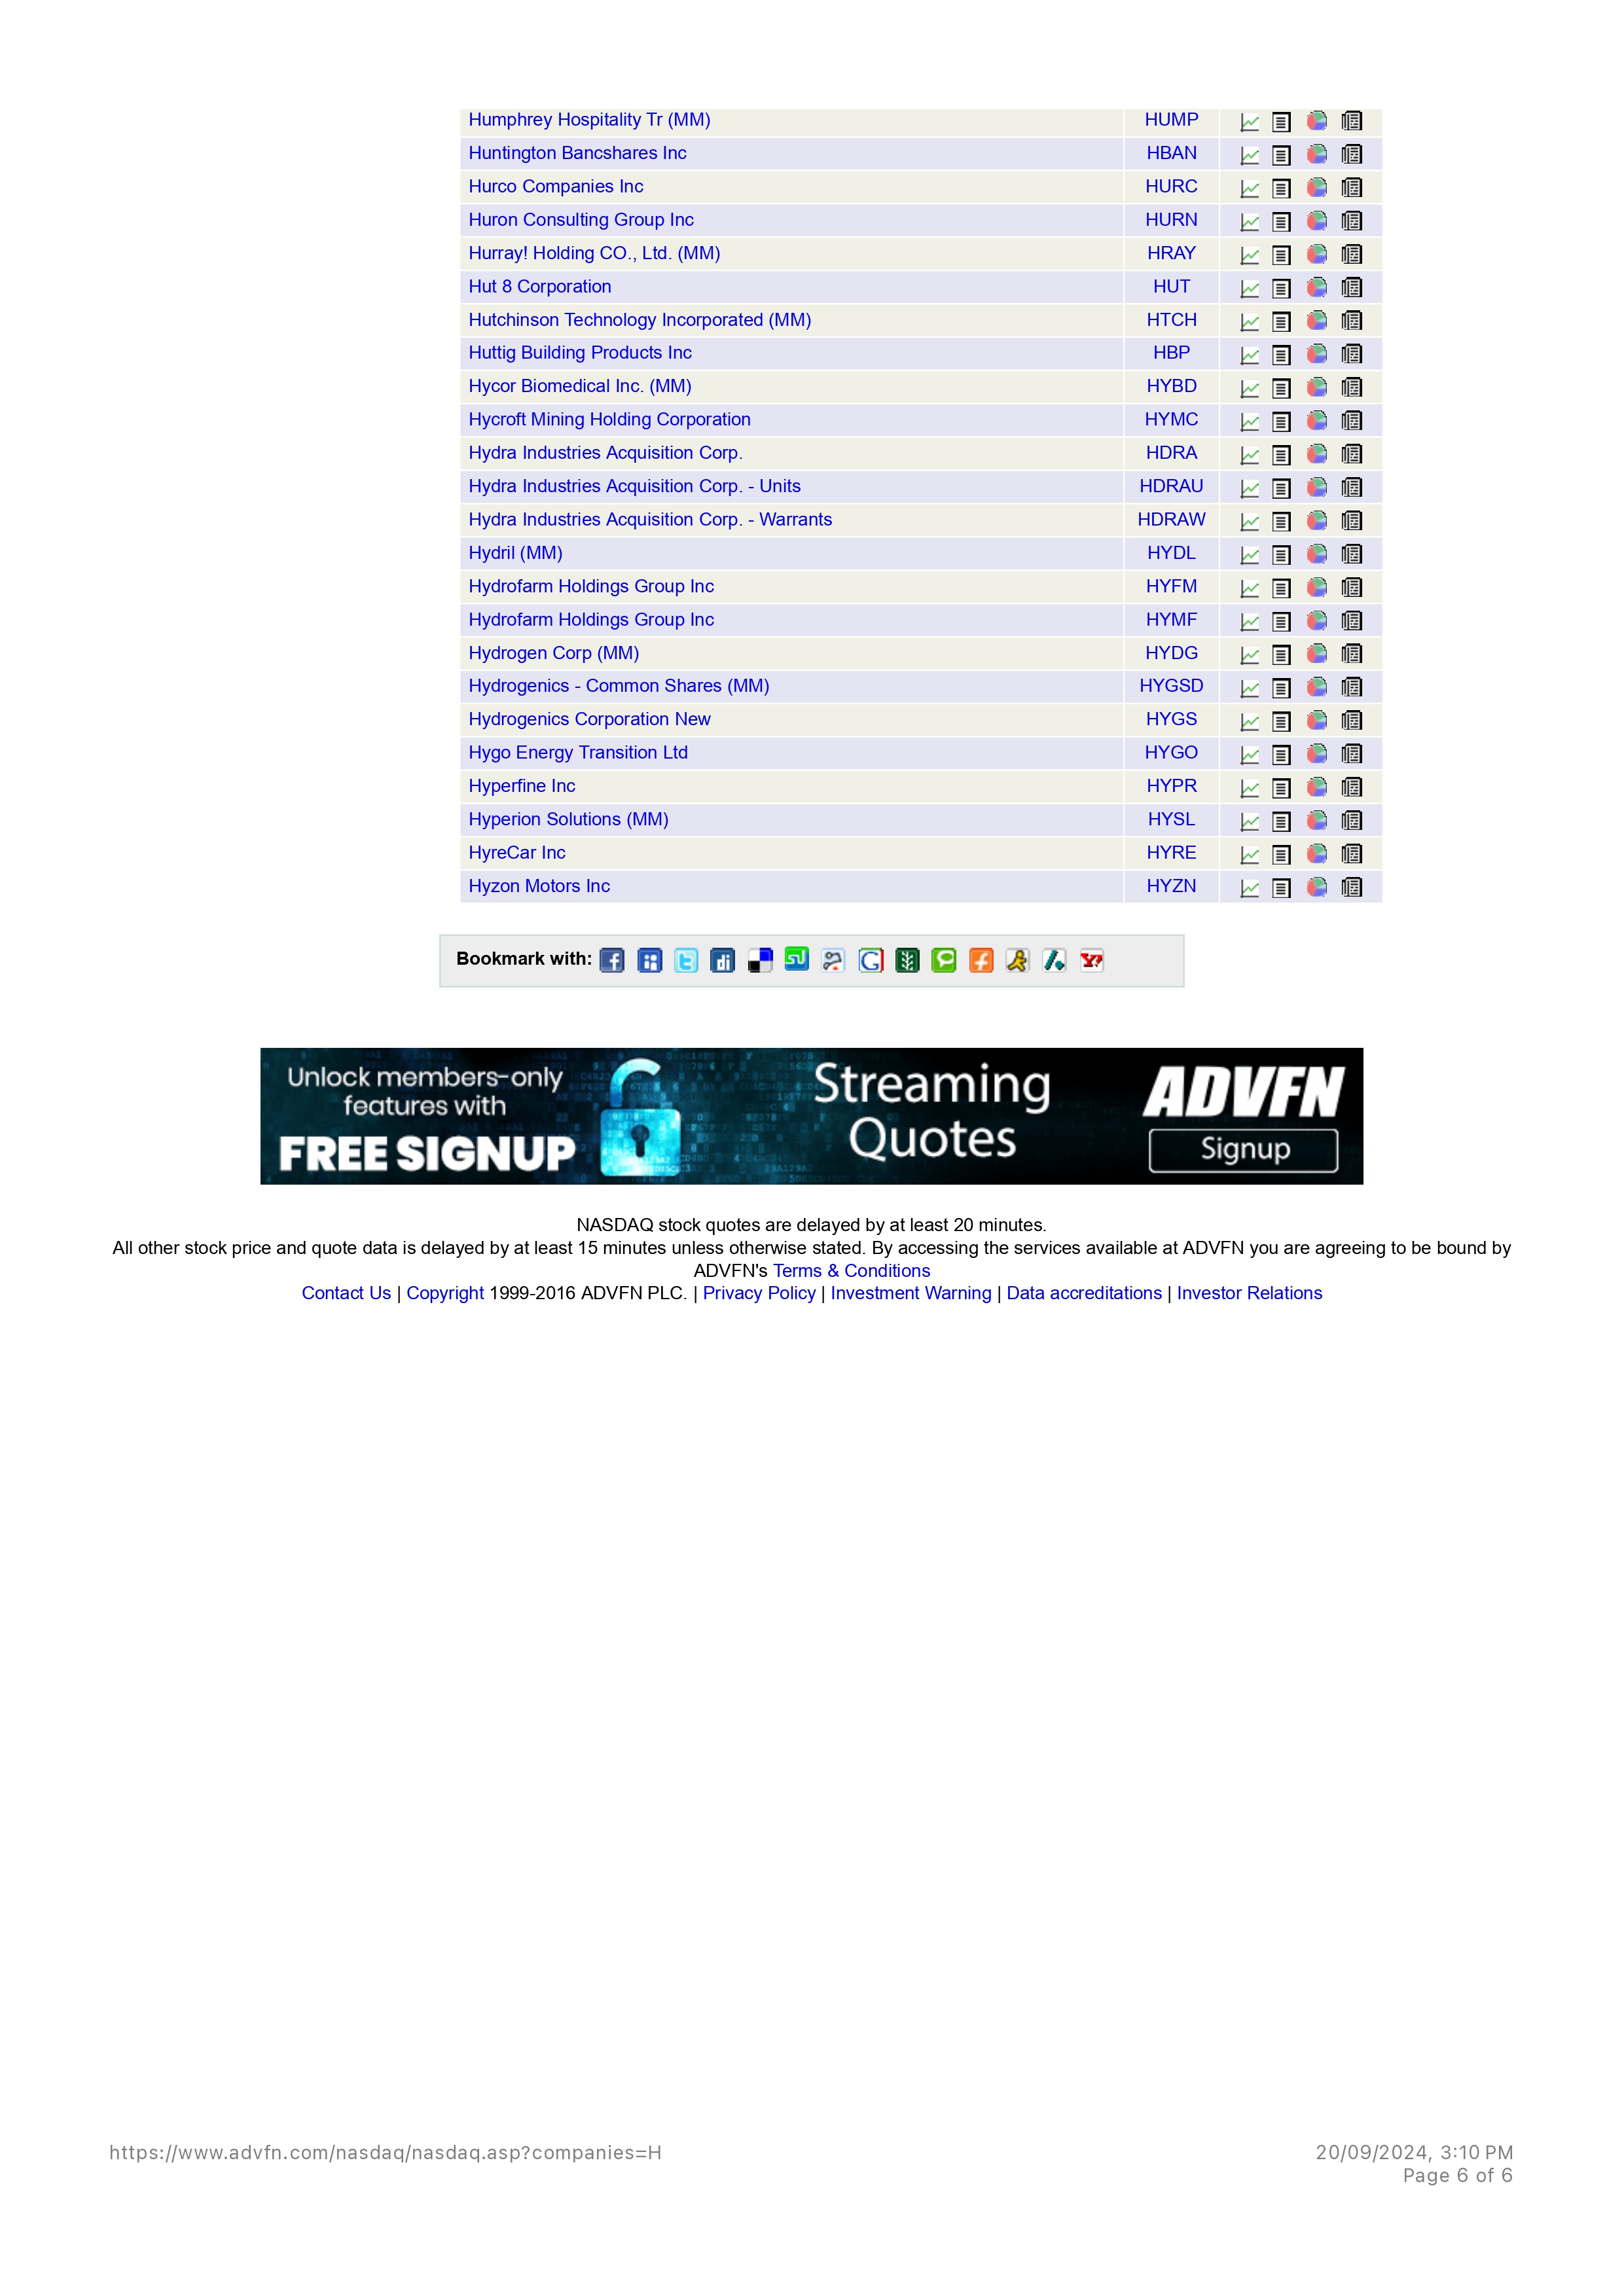 Humphrey Hospitality Tr (MM) HUMP
Huntington Bancshares Inc HBAN
Hurco Companies Inc HURC
Huron Consulting Group Inc HURN
Hurray! Holding CO., Ltd. (MM) HRAY
Hut 8 Corporation HUT
Hutchinson Technology Incorporated (MM) HTCH
Huttig Building Products Inc HBP
Hycor Biomedical Inc. (MM) HYBD
Hycroft Mining Holding Corporation HYMC
Hydra Industries Acquisition Corp. HDRA
Hydra Industries Acquisition Corp. - Units HDRAU
Hydra Industries Acquisition Corp. - Warrants HDRAW
Hydril (MM) HYDL
Hydrofarm Holdings Group Inc HYFM
Hydrofarm Holdings Group Inc HYMF
Hydrogen Corp (MM) HYDG
Hydrogenics - Common Shares (MM) HYGSD
Hydrogenics Corporation New HYGS
Hygo Energy Transition Ltd HYGO
Hyperfine Inc HYPR
Hyperion Solutions (MM) HYSL
HyreCar Inc HYRE
Hyzon Motors Inc HYZN
Bookmark with:
Unlock members-only
features with
FREE SIGNUP
Streaming
Quotes
ADVFN
Signup
NASDAQ stock quotes are delayed by at least 20 minutes.
All other stock price and quote data is delayed by at least 15 minutes unless otherwise stated. By accessing the services available at ADVFN you are agreeing to be bound by
ADVFN's Terms & Conditions
Contact Us | Copyright 1999-2016 ADVFN PLC. | Privacy Policy | Investment Warning | Data accreditations | Investor Relations
https://www.advfn.com/nasdaq/nasdaq.asp?companies=H 20/09/2024, 3:10 PM
Page 6 of 6